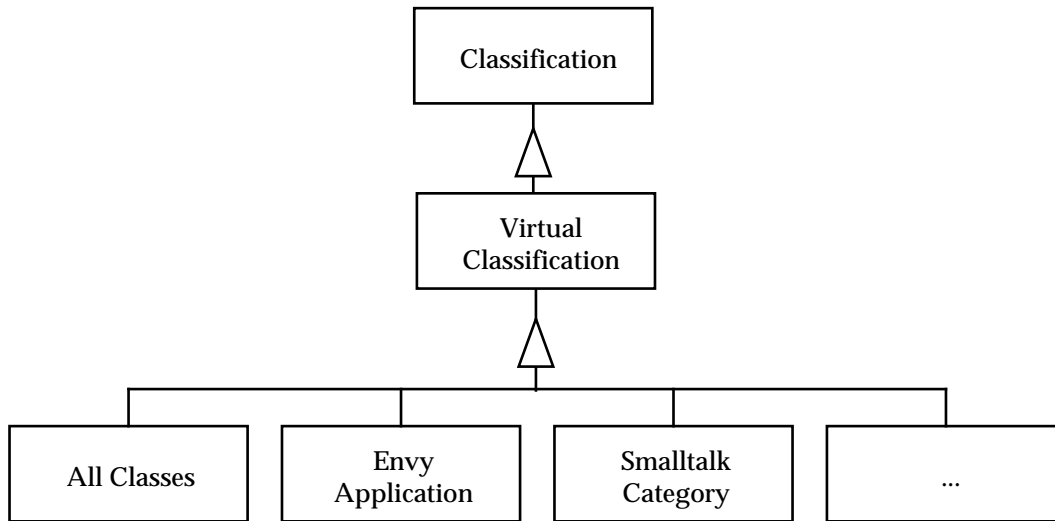 Classification
Virtual
Classification
All Classes
Envy
Application
Smalltalk
Category
...